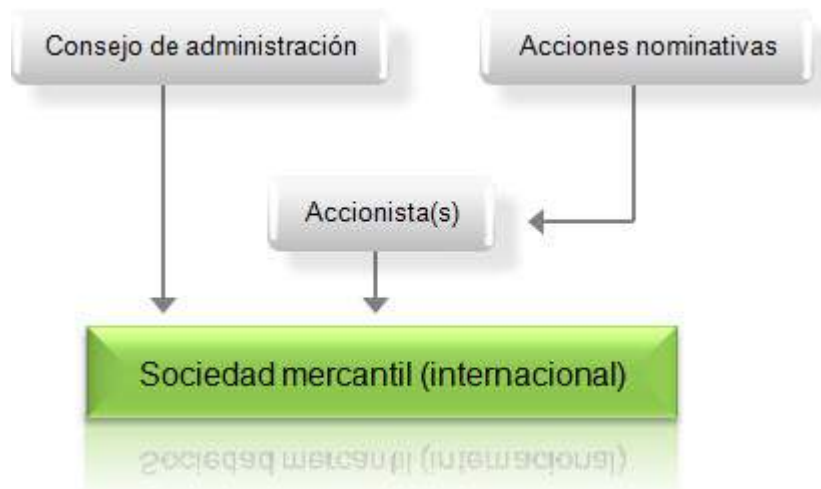 Consejo de administración
Acciones nominativas
Accionista(s)
Sociedad mercantil (internacional)